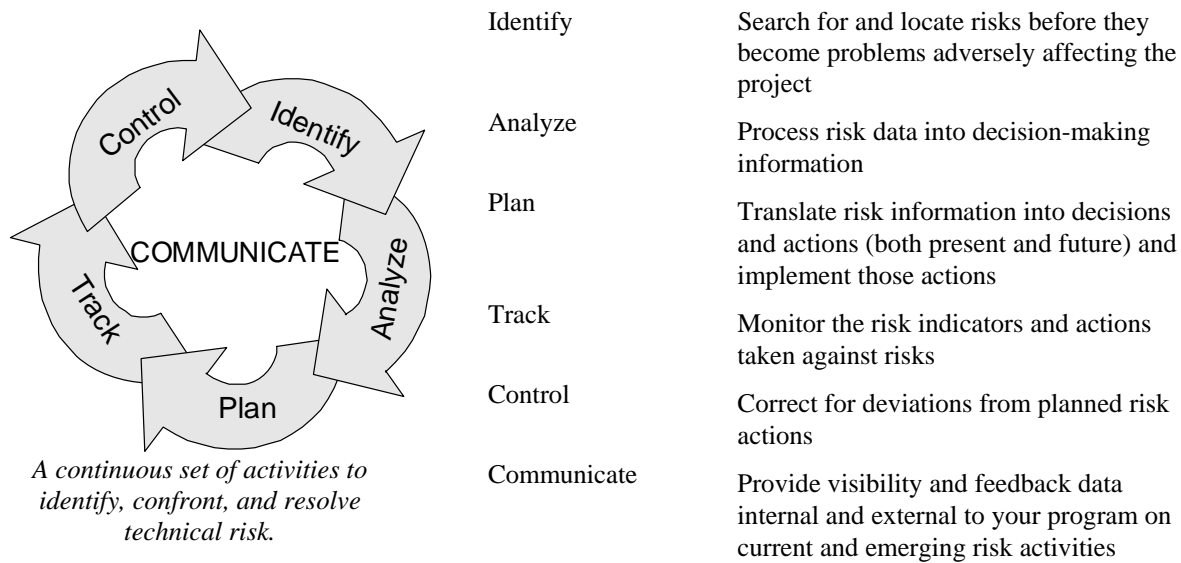 Control
Identify
Analyze
Plan
Track
COMMUNICATE
A continuous set of activities to
identify, confront, and resolve
technical risk.
Identify
Search for and locate risks before they
become problems adversely affecting the
project
Analyze
Process risk data into decision-making
information
Plan
Translate risk information into decisions
and actions (both present and future) and
implement those actions
Track
Monitor the risk indicators and actions
taken against risks
Control
Correct for deviations from planned risk
actions
Communicate
Provide visibility and feedback data
internal and external to your program on
current and emerging risk activities